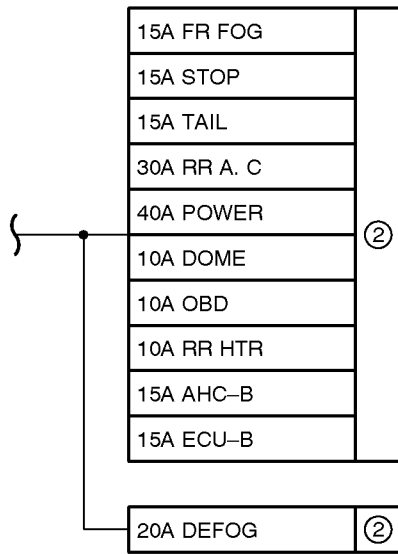 15A FR FOG
15A STOP
15A TAIL
30A RR A. C
40A POWER
②
10A DOME
10A OBD
10A RR HTR
15A AHC–B
15A ECU–B
20A DEFOG ②